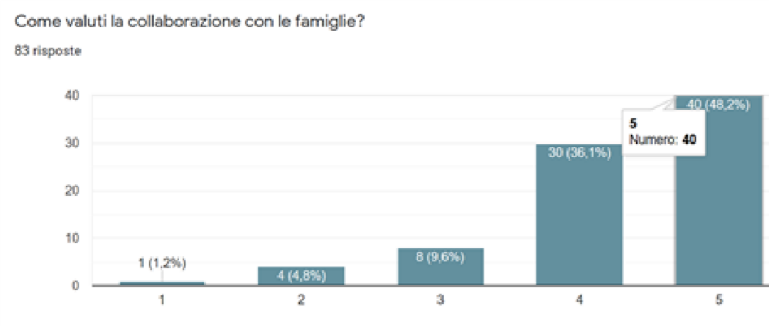 Come valuti la collaborazione con le famiglie?
83 risposte
40
30
20
10
0
1 (1,2%)
4 (4,8%)
8 (9,6%)
30 (36,1%)
40 (48,2%)
5
Numero: 40
1 2 3 4 5